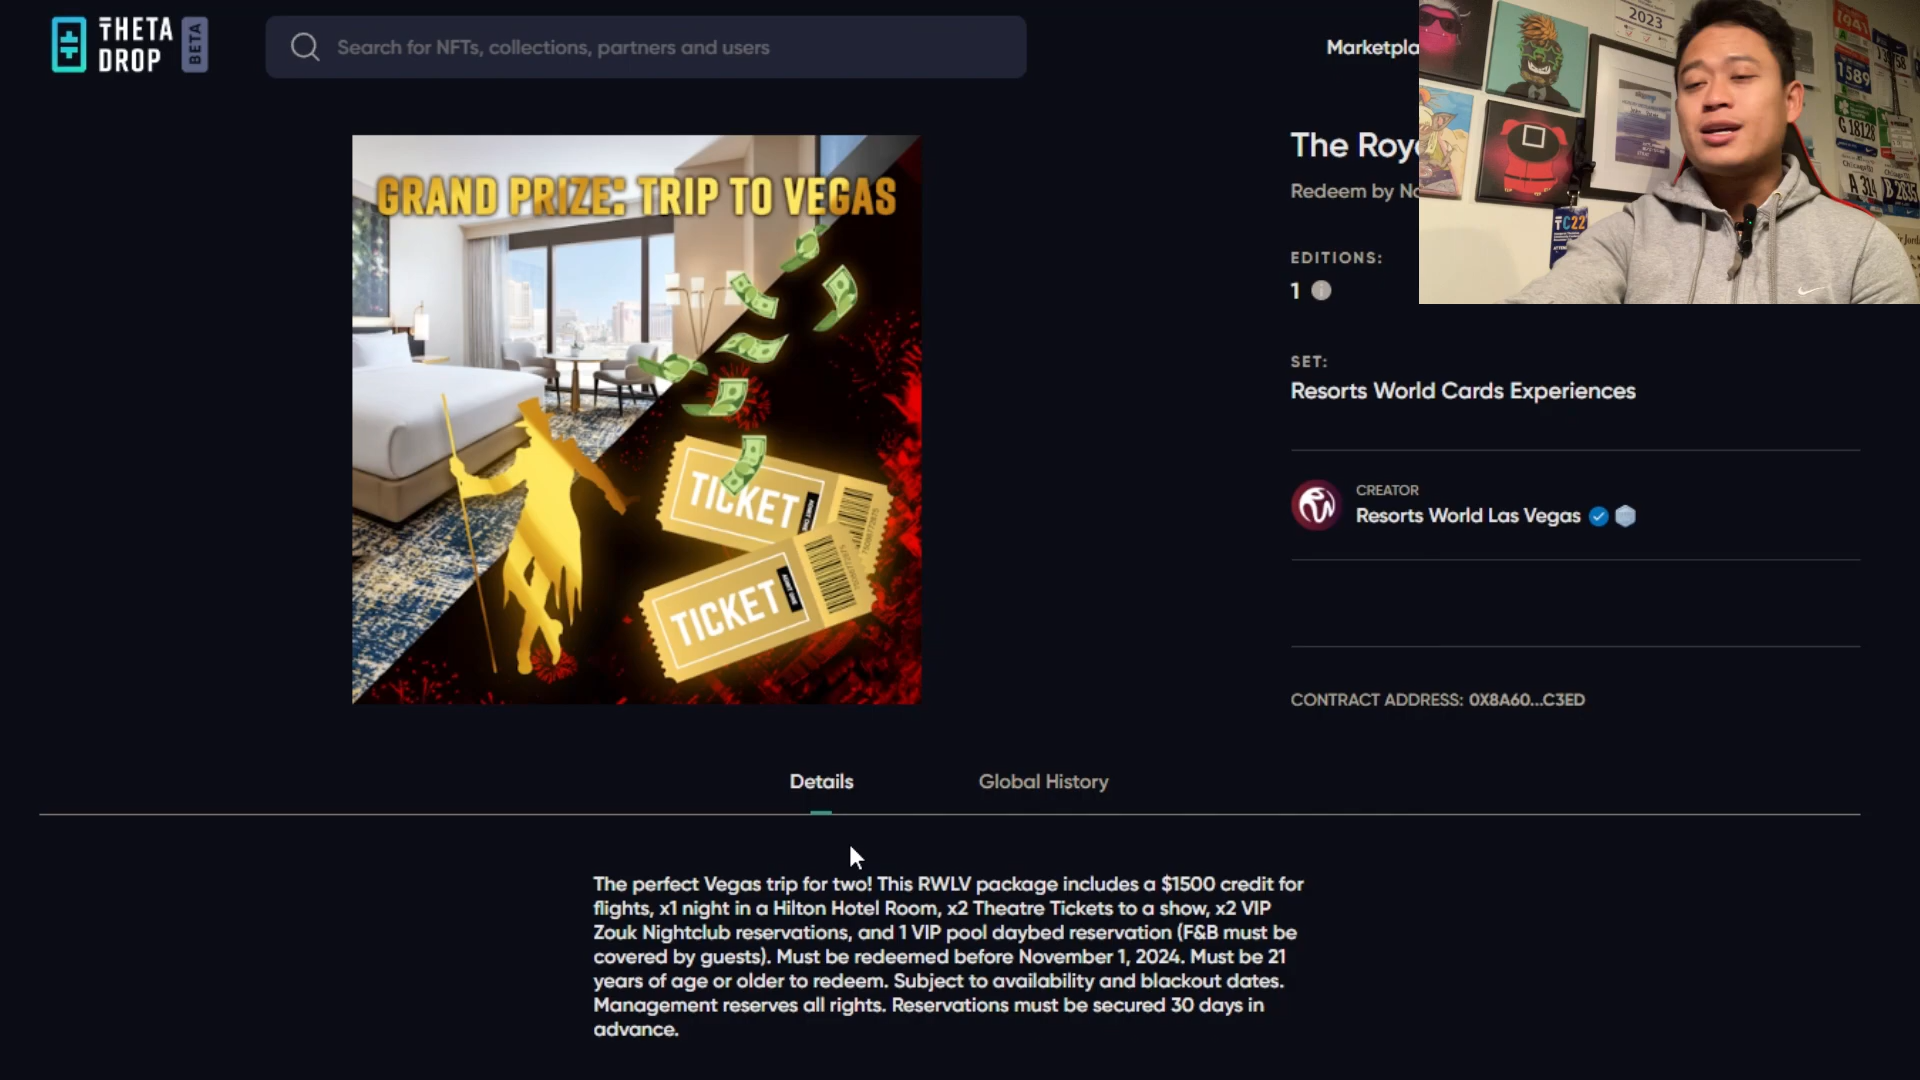 THETA
DROP
BETA
Search for NFTs, collections, partners and users
Marketpla
2023
GRAND PRIZE: TRIP TO VEGAS
TICKET
TICKET
The Roy
Redeem by No
EDITIONS:
1
SET:
Resorts World Cards Experiences
CREATOR
Resorts World Las Vegas
CONTRACT ADDRESS: 0X8A60...C3ED
TC22
1941
1589
G 18128
A 314
Details
Global History
The perfect Vegas trip for two! This RWLV package includes a $1500 credit for
flights, x1 night in a Hilton Hotel Room, x2 Theatre Tickets to a show, x2 VIP
Zouk Nightclub reservations, and 1 VIP pool daybed reservation (F&B must be
covered by guests). Must be redeemed before November 1, 2024. Must be 21
years of age or older to redeem. Subject to availability and blackout dates.
Management reserves all rights. Reservations must be secured 30 days in
advance.